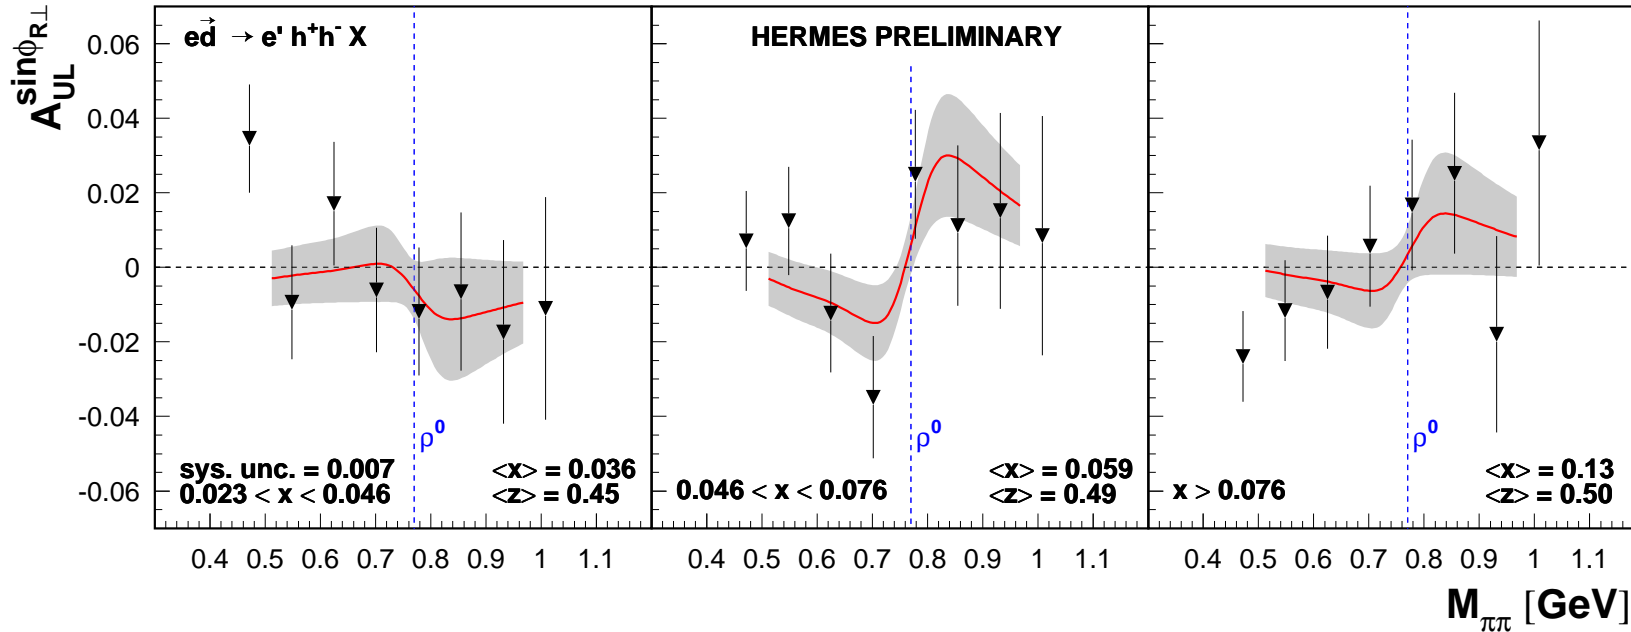 A_UL^sinϕ_R⊥
ed → e' h⁺h⁻ X
HERMES PRELIMINARY
0.06
0.04
0.02
0
-0.02
-0.04
-0.06
ρ⁰
ρ⁰
ρ⁰
sys. unc. = 0.007
0.023 < x < 0.046
<x> = 0.036
<z> = 0.45
0.046 < x < 0.076
<x> = 0.059
<z> = 0.49
x > 0.076
<x> = 0.13
<z> = 0.50
0.4 0.5 0.6 0.7 0.8 0.9 1 1.1
0.4 0.5 0.6 0.7 0.8 0.9 1 1.1
0.4 0.5 0.6 0.7 0.8 0.9 1 1.1
M_ππ [GeV]